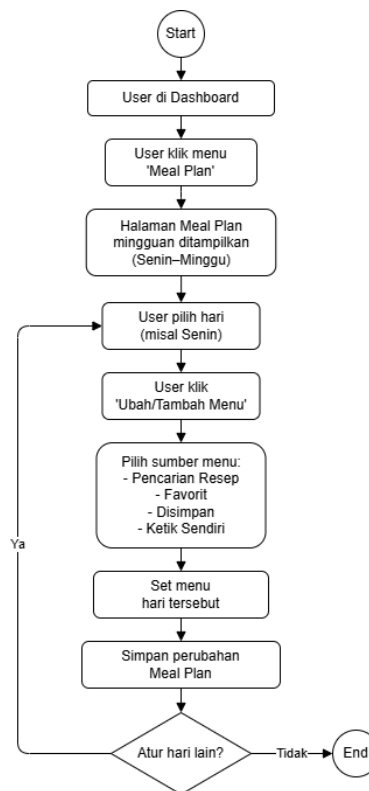 Start
User di Dashboard
User klik menu
'Meal Plan'
Halaman Meal Plan
mingguan ditampilkan
(Senin–Minggu)
User pilih hari
(misal Senin)
User klik
'Ubah/Tambah Menu'
Pilih sumber menu:
- Pencarian Resep
- Favorit
- Disimpan
- Ketik Sendiri
Ya
Set menu
hari tersebut
Simpan perubahan
Meal Plan
Atur hari lain?
Tidak
End